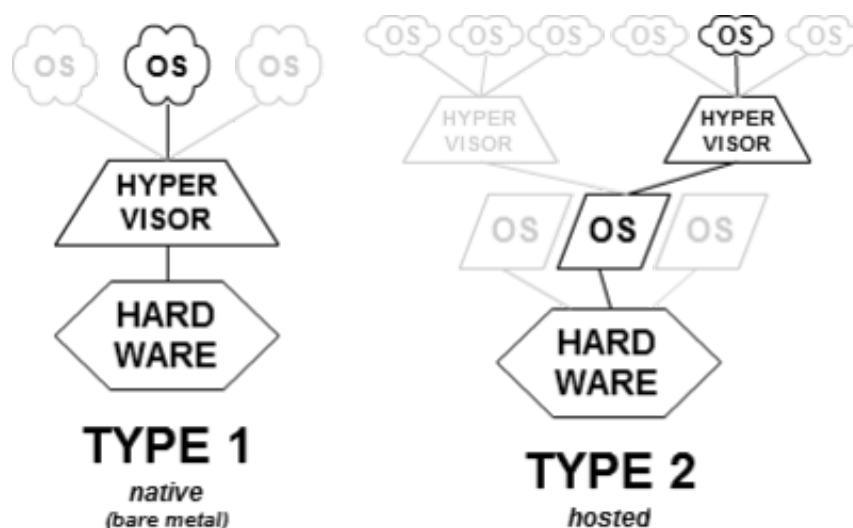 OS
OS
OS
HYPER
VISOR
HARD
WARE
TYPE 1
native
(bare metal)
OS
OS
OS
OS
OS
OS
HYPER
VISOR
HYPER
VISOR
OS
OS
OS
HARD
WARE
TYPE 2
hosted